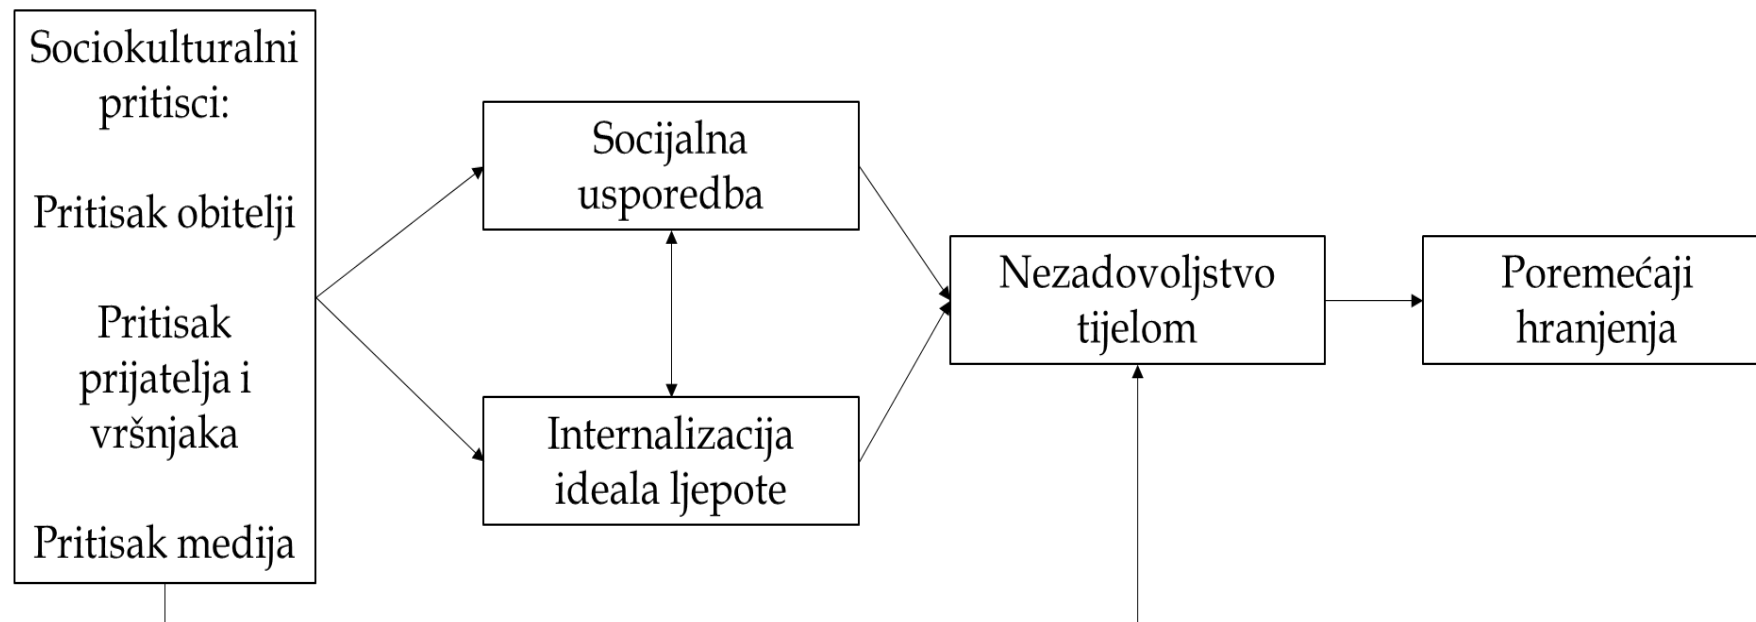 Sociokulturalni
pritisci:
Pritisak obitelji
Pritisak
prijatelja i
vršnjaka
Pritisak medija
Socijalna
usporedba
Internalizacija
ideala ljepote
Nezadovoljstvo
tijelom
Poremećaji
hranjenja